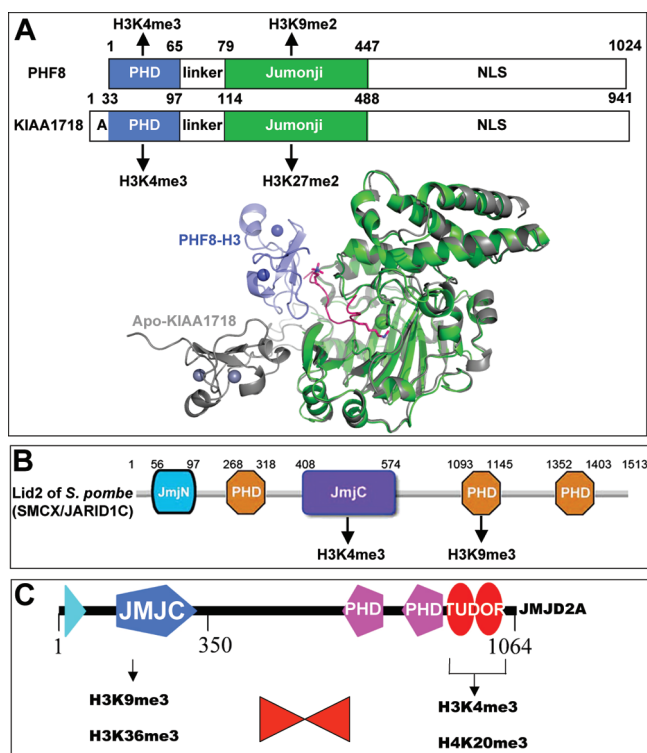 A
H3K4me3 H3K9me2
1 65 79 447 1024
PHF8 PHD linker Jumonji NLS
1 33 97 114 488 941
KIAA1718 A PHD linker Jumonji NLS
H3K4me3 H3K27me2
PHF8-H3
Apo-KIAA1718
B
1 56 97 268 318 408 574 1093 1145 1352 1403 1513
Lid2 of S. pombe JmjN PHD JmjC PHD PHD
(SMCX/JARID1C)
H3K4me3 H3K9me3
C
JMJC PHD PHD TUDOR JMJD2A
1 350 1064
H3K9me3 H3K4me3
H3K36me3 H4K20me3